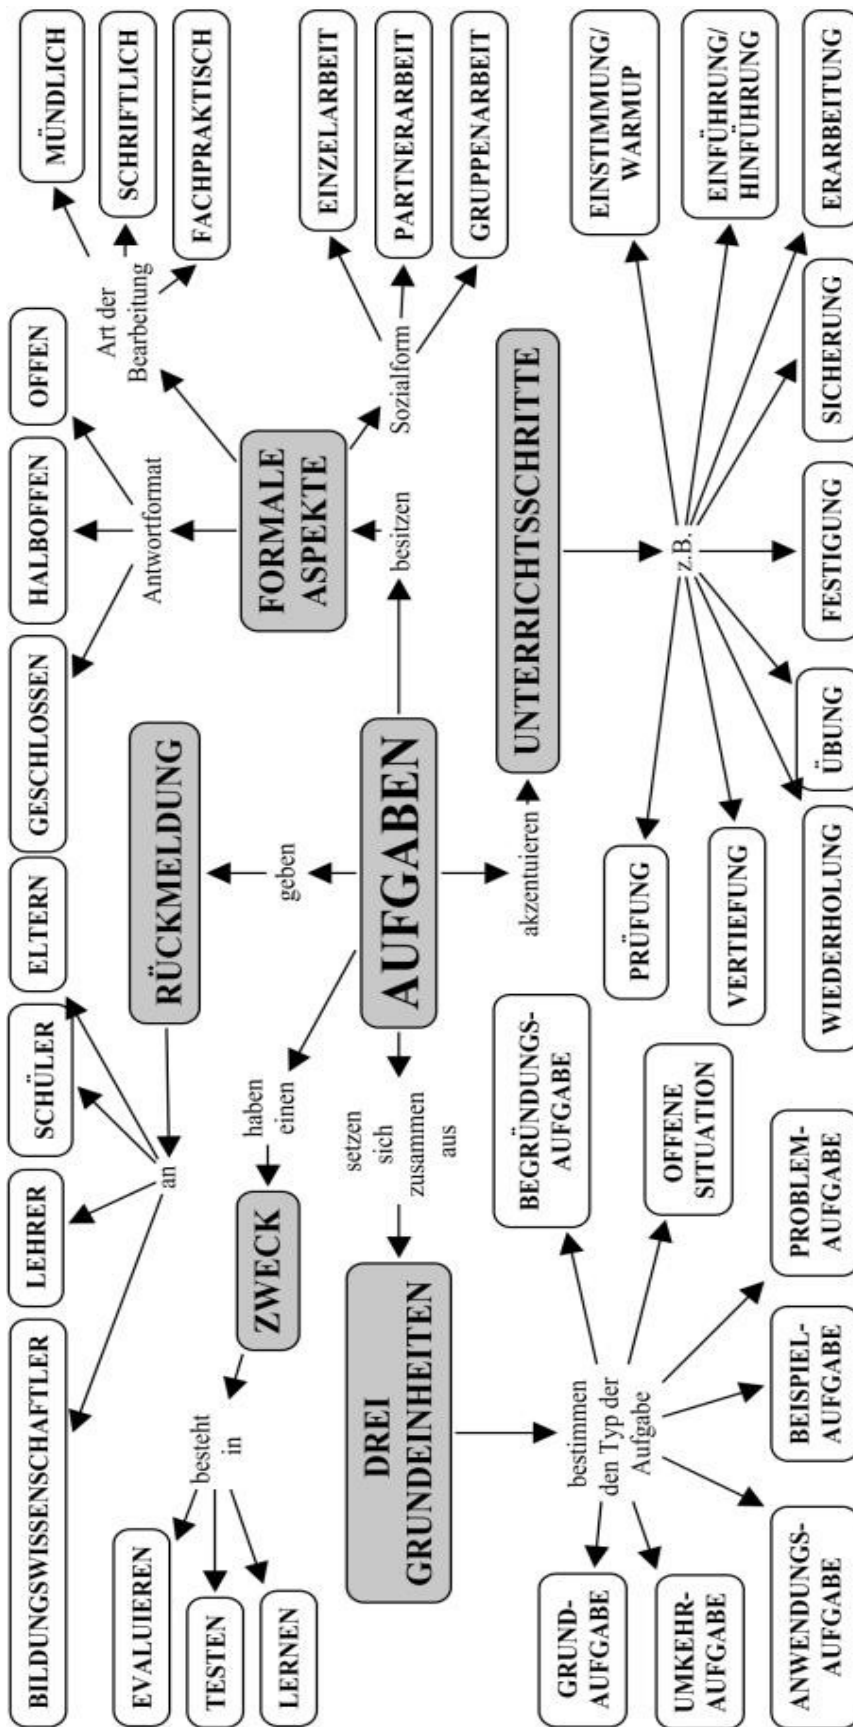 BILDUNGSWISSENSCHAFTLER
LEHRER
SCHÜLER
ELTERN
GESCHLOSSEN
HALBOFFEN
OFFEN
MÜNDLICH
SCHRIFTLICH
FACHPRAKTISCH
an
Antwortformat
Art der
Bearbeitung
EVALUIEREN
TESTEN
LERNEN
besteht
in
ZWECK
haben
einen
RÜCKMELDUNG
geben
FORMALE
ASPEKTE
besitzen
Sozialform
EINZELARBEIT
PARTNERARBEIT
GRUPPENARBEIT
DREI
GRUNDEINHEITEN
setzen
sich
zusammen
aus
AUFGABEN
akzentuieren
UNTERRICHTSSCHRITTE
bestimmen
den Typ der
Aufgabe
GRUND-
AUFGABE
UMKEHR-
AUFGABE
ANWENDUNGS-
AUFGABE
BEISPIEL-
AUFGABE
PROBLEM-
AUFGABE
OFFENE
SITUATION
BEGRÜNDUNGS-
AUFGABE
z.B.
PRÜFUNG
VERTIEFUNG
WIEDERHOLUNG
ÜBUNG
FESTIGUNG
SICHERUNG
ERARBEITUNG
EINFÜHRUNG/
HINFÜHRUNG
EINSTIMMUNG/
WARMUP